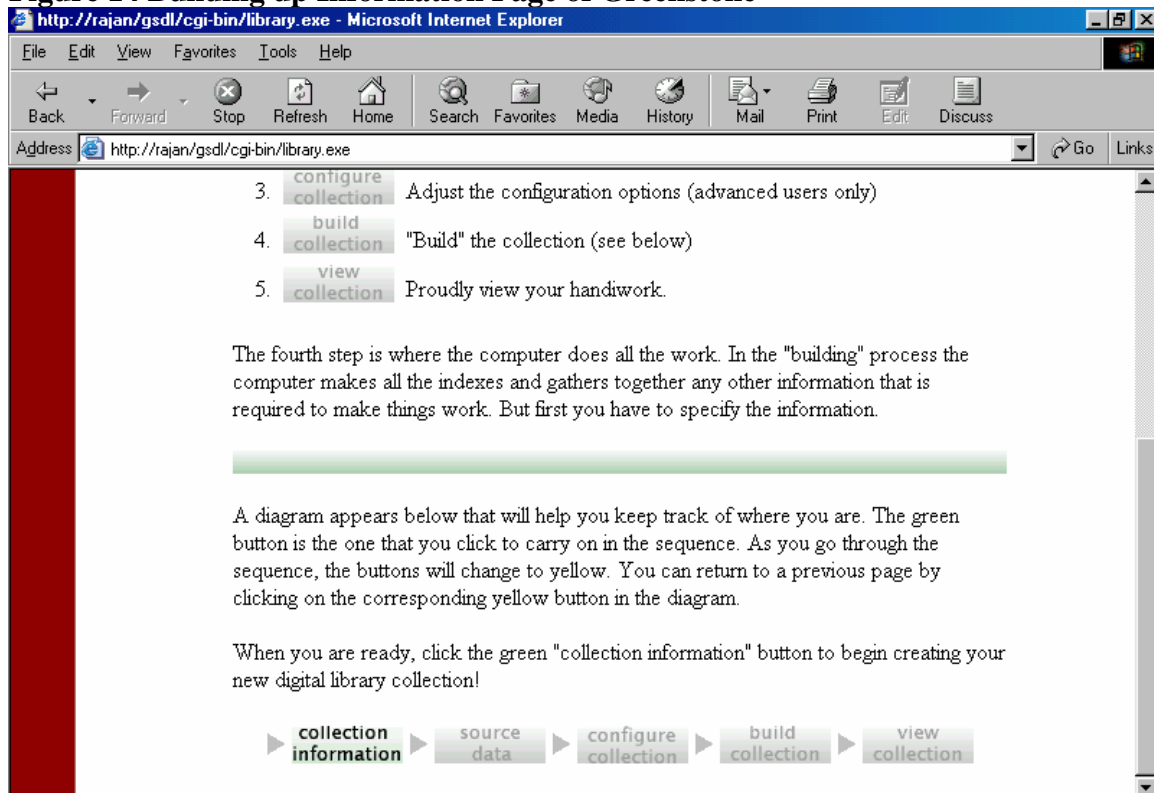 http://rajan/gsdl/cgi-bin/library.exe - Microsoft Internet Explorer
File Edit View Favorites Tools Help
Back Forward Stop Refresh Home Search Favorites Media History Mail Print Edit Discuss
Address http://rajan/gsdl/cgi-bin/library.exe Go Links
3. configure collection Adjust the configuration options (advanced users only)
4. build collection "Build" the collection (see below)
5. view collection Proudly view your handiwork.
The fourth step is where the computer does all the work. In the "building" process the
computer makes all the indexes and gathers together any other information that is
required to make things work. But first you have to specify the information.
A diagram appears below that will help you keep track of where you are. The green
button is the one that you click to carry on in the sequence. As you go through the
sequence, the buttons will change to yellow. You can return to a previous page by
clicking on the corresponding yellow button in the diagram.
When you are ready, click the green "collection information" button to begin creating your
new digital library collection!
collection source configure build view
information data collection collection collection